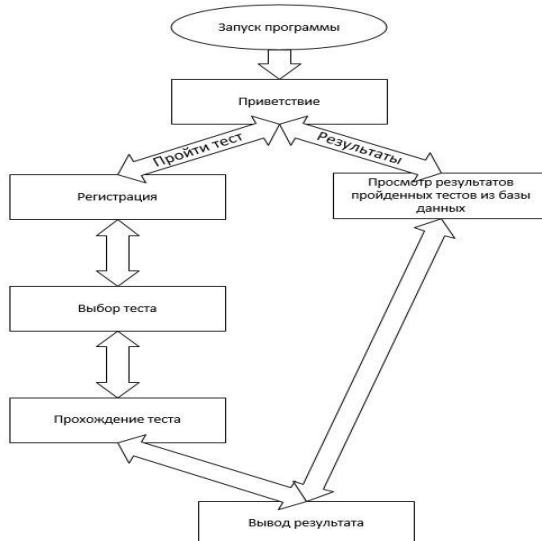 Запуск программы
Приветствие
Пройти тест
Результаты
Регистрация
Просмотр результатов
пройденных тестов из базы
данных
Выбор теста
Прохождение теста
Вывод результата